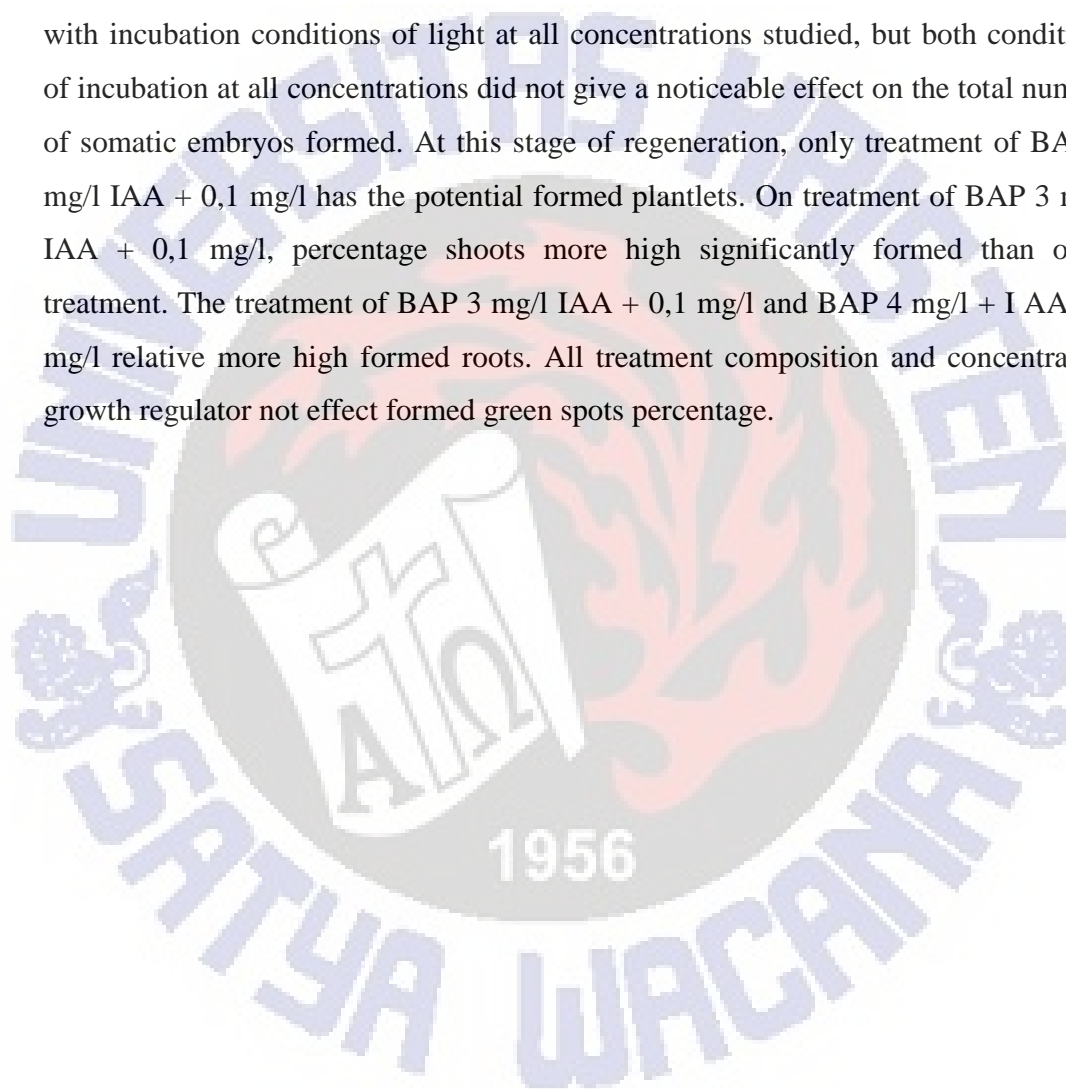 with incubation conditions of light at all concentrations studied, but both condit
of incubation at all concentrations did not give a noticeable effect on the total num
of somatic embryos formed. At this stage of regeneration, only treatment of BA
mg/l IAA + 0,1 mg/l has the potential formed plantlets. On treatment of BAP 3
IAA + 0,1 mg/l, percentage shoots more high significantly formed than o
treatment. The treatment of BAP 3 mg/l IAA + 0,1 mg/l and BAP 4 mg/l + I AA
mg/l relative more high formed roots. All treatment composition and concentra
growth regulator not effect formed green spots percentage.
UNIVERSITAS KRISTEN
A Ω
1956
SATYA WACANA